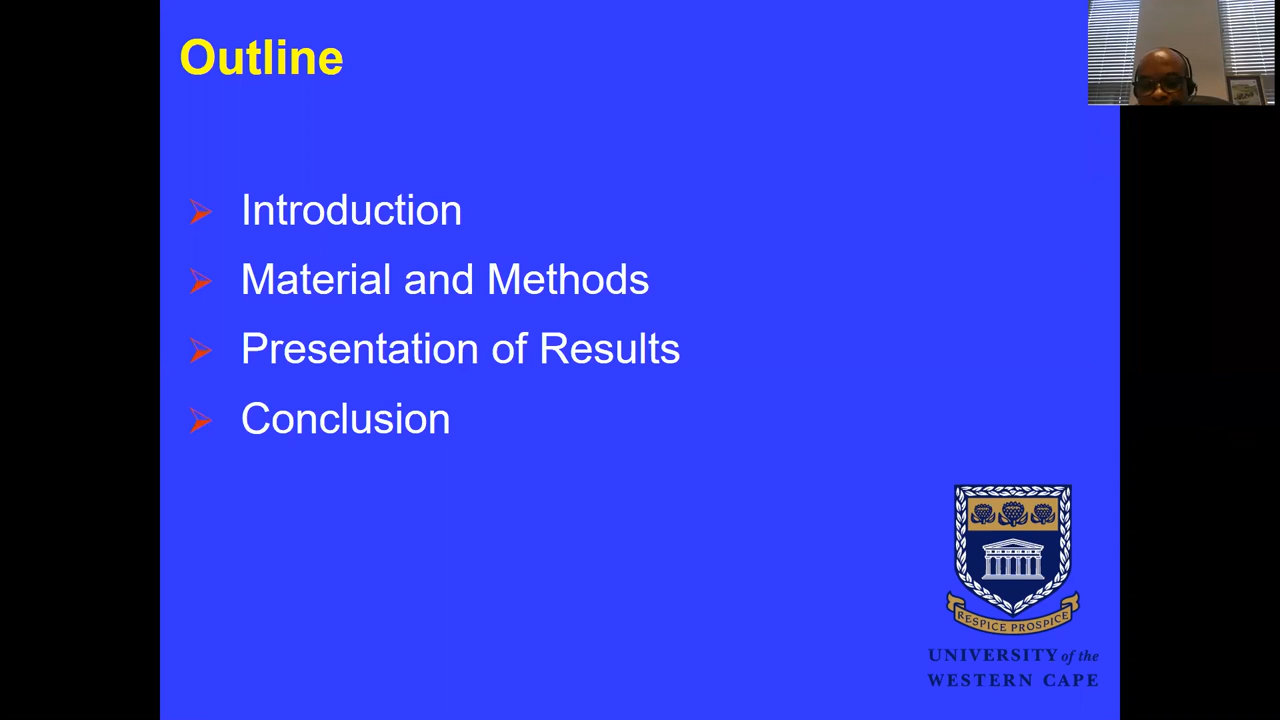 Outline
Introduction
Material and Methods
Presentation of Results
Conclusion
RESPICE PROSPICE
UNIVERSITY of the
WESTERN CAPE